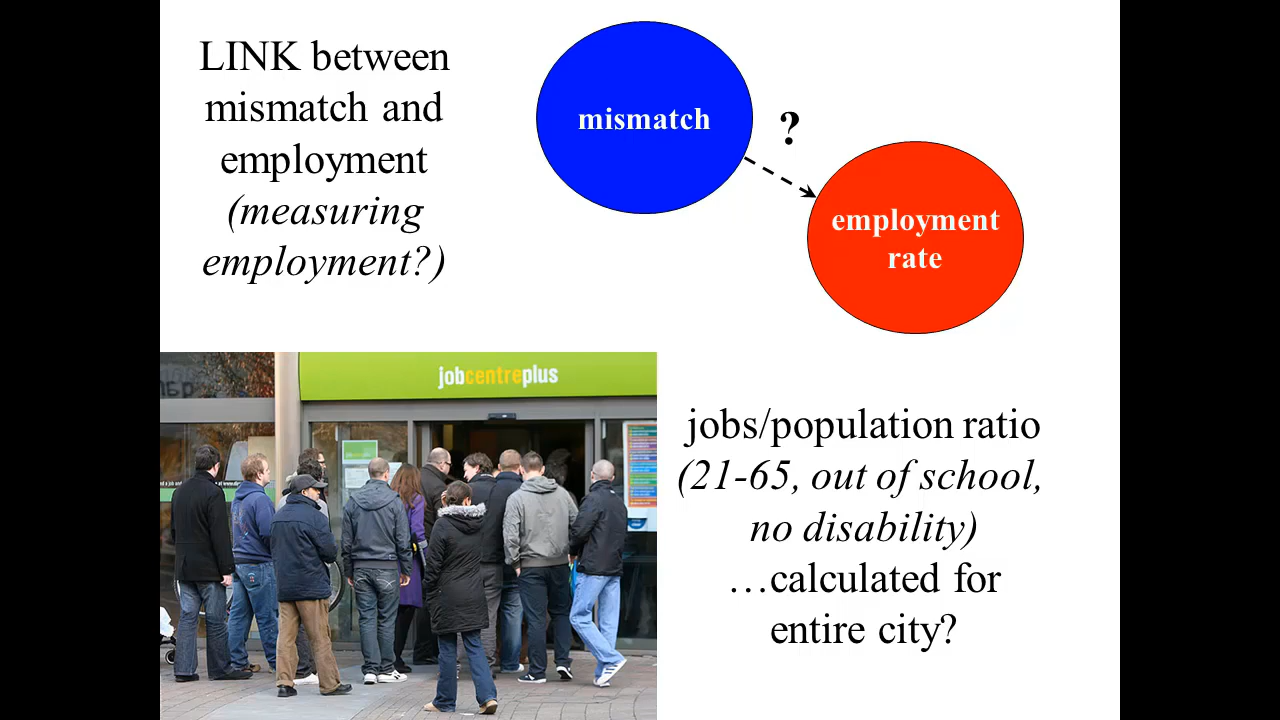 LINK between
mismatch and
employment
(measuring
employment?)
mismatch
?
employment
rate
jobcentreplus
jobs/population ratio
(21-65, out of school,
no disability)
…calculated for
entire city?